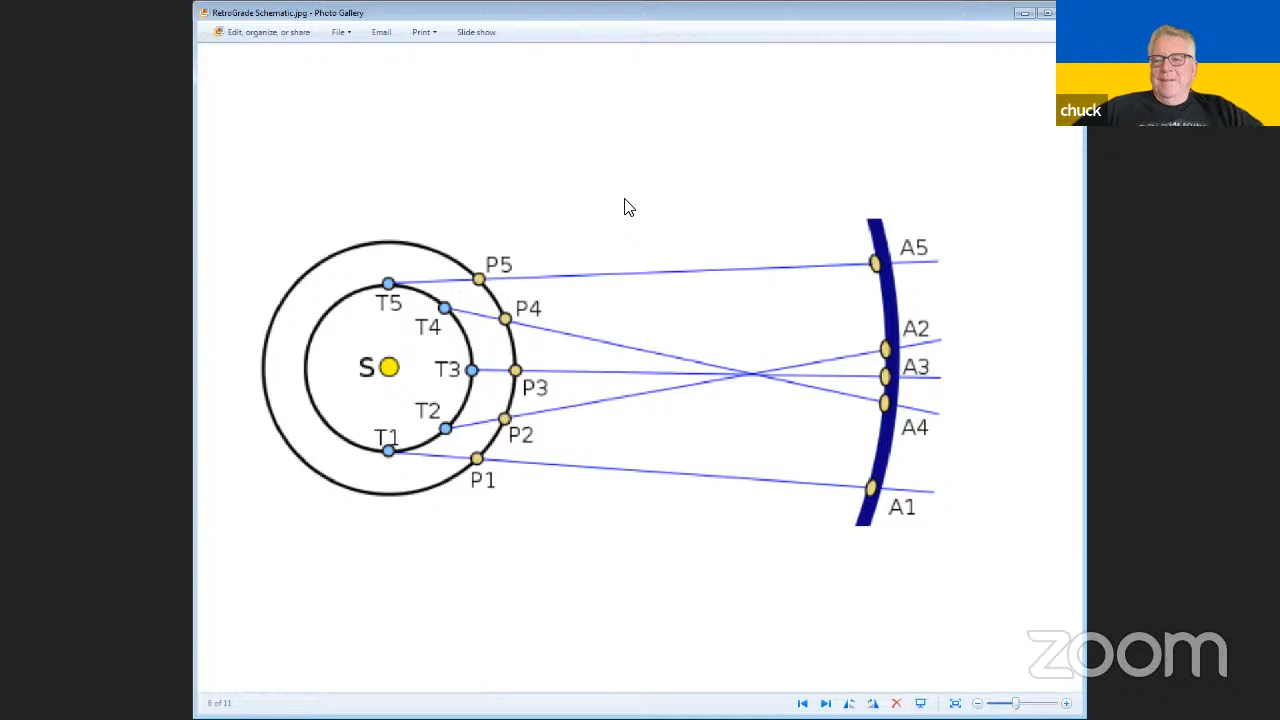 RetroGrade Schematic.jpg - Photo Gallery
Edit, organize, or share File Email Print Slide show
chuck
P5
A5
T5
P4
T4
A2
S
T3
A3
P3
T2
A4
P2
T1
P1
A1
zoom
6 of 11